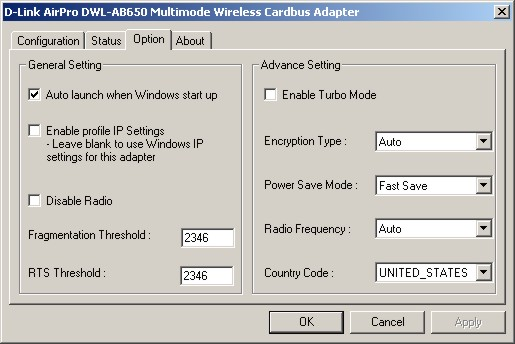 D-Link AirPro DWL-AB650 Multimode Wireless Cardbus Adapter
Configuration Status Option About
General Setting
Auto launch when Windows start up
Enable profile IP Settings
- Leave blank to use Windows IP
settings for this adapter
Disable Radio
Fragmentation Threshold : 2346
RTS Threshold : 2346
Advance Setting
Enable Turbo Mode
Encryption Type : Auto
Power Save Mode : Fast Save
Radio Frequency : Auto
Country Code : UNITED_STATES
OK Cancel Apply